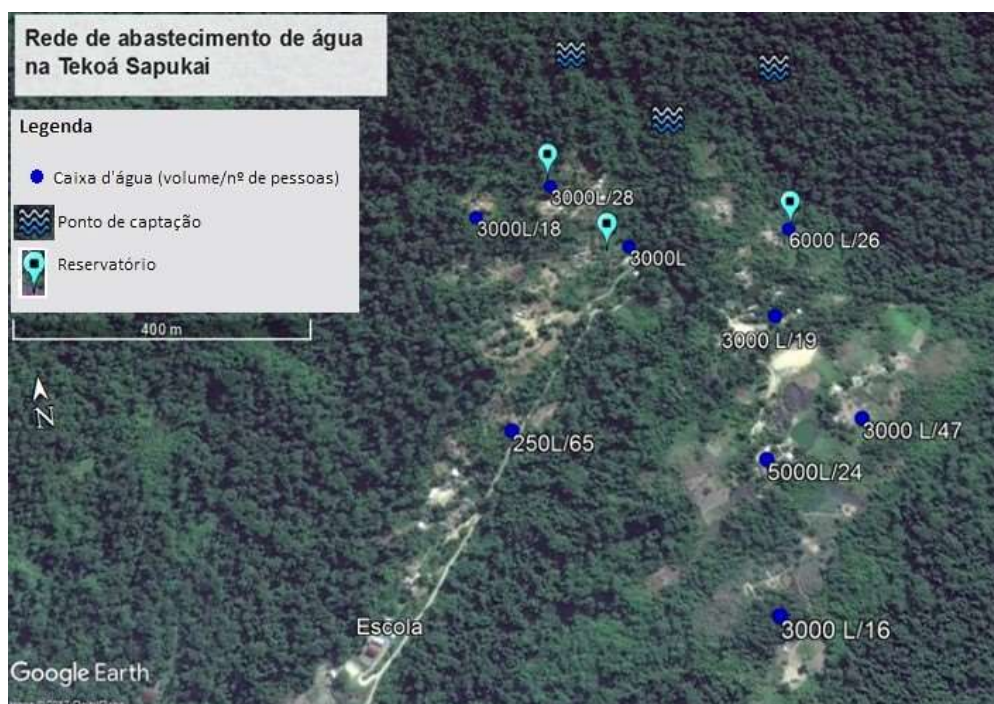 Rede de abastecimento de água
na Tekoá Sapukai
Legenda
Caixa d'água (volume/nº de pessoas)
Ponto de captação
Reservatório
400 m
N
3000L/28
3000L/18
3000L
6000 L/26
3000 L/19
3000 L/47
250L/65
5000L/24
3000 L/16
Escola
Google Earth